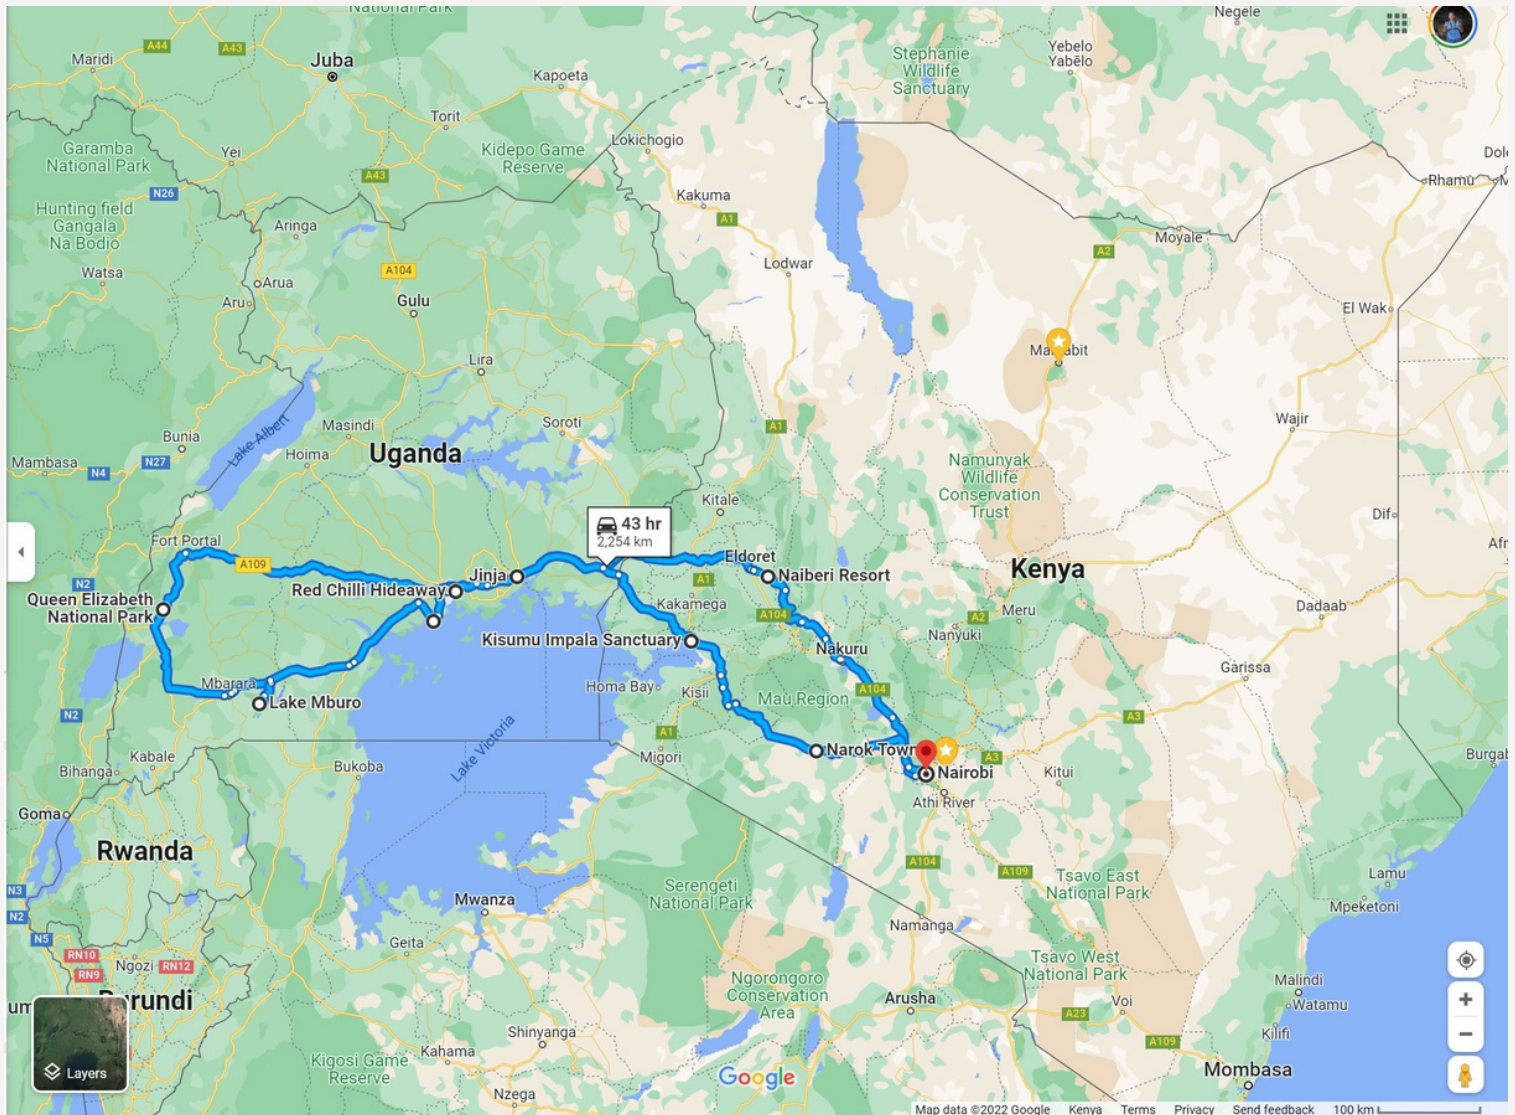 National Park
Negele
A44
A43
Juba
Maridi
Stephanie
Wildlife
Sanctuary
Yebelo
Yabēlo
Kapoeta
Torit
Garamba
National Park
Yei
Kidepo Game
Reserve
Lokichogio
A43
N26
Kakuma
A1
Rhamu
Hunting field
Gangala
Na Bodio
Aringa
Moyale
A2
Watsa
A104
Lodwar
Arua
Aru
Gulu
El Wak
Marsabit
Lira
Lake Albert
Masindi
Soroti
A1
Wajir
Bunia
Uganda
Hoima
Mambasa
N4
N27
Namunyak
Wildlife
Conservation
Trust
Kitale
43 hr
2,254 km
Dif
Fort Portal
A109
Eldoret
Kenya
N2
Jinja
Naiberi Resort
Red Chilli Hideaway
A1
Queen Elizabeth
National Park
Kakamega
A104
A2
Meru
Dadaab
Kisumu Impala Sanctuary
Nanyuki
Nakuru
Garissa
Mbarara
Homa Bay
Kisii
Mau Region
A104
Lake Mburo
N2
A3
A1
Lake Victoria
Narok Town
Kabale
Migori
A3
Burga
Bihanga
Bukoba
Nairobi
Kitui
Athi River
Goma
Rwanda
A104
A109
Tsavo East
National Park
Lamu
N3
Serengeti
National Park
Mwanza
Mpeketoni
N2
Namanga
N5
Geita
RN10
Ngozi
RN12
RN9
Tsavo West
National Park
Ngorongoro
Conservation
Area
Malindi
Burundi
Arusha
Voi
Watamu
A23
Shinyanga
Kilifi
Kahama
A109
Kigosi Game
Reserve
Layers
Google
Mombasa
Nzega
Map data ©2022 Google Kenya Terms Privacy Send feedback 100 km